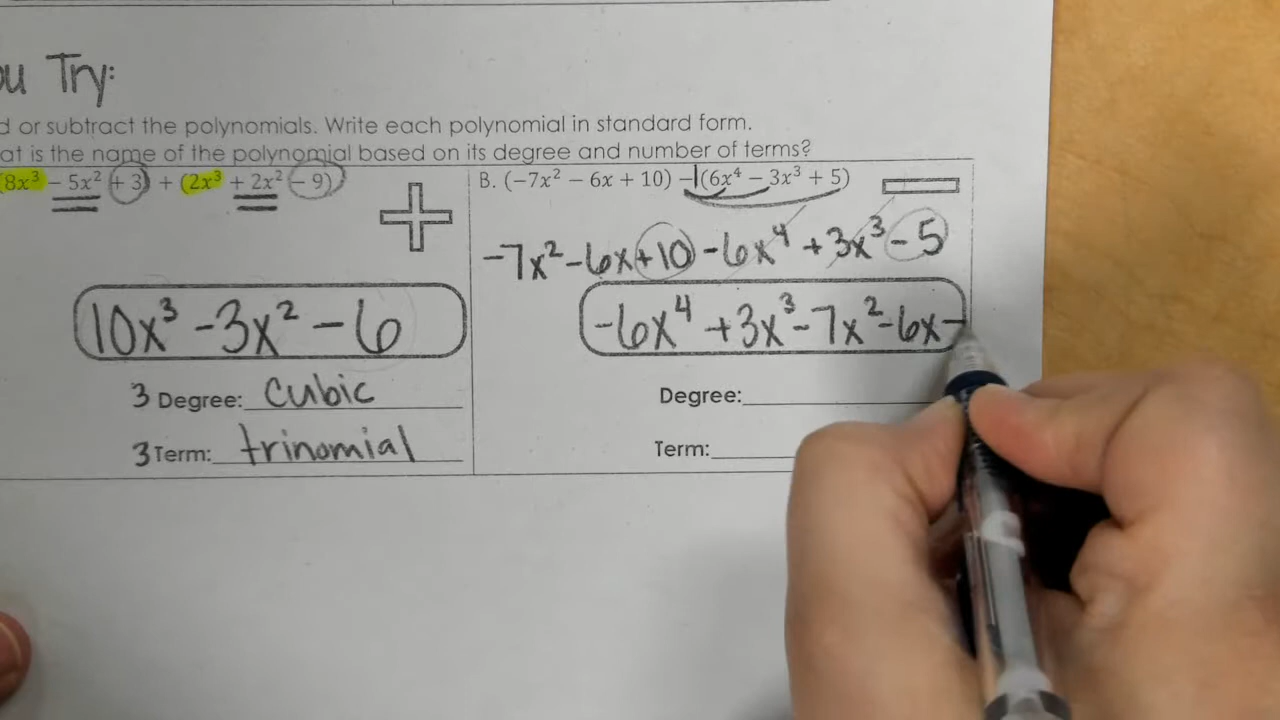 ou Try:
d or subtract the polynomials. Write each polynomial in standard form.
at is the name of the polynomial based on its degree and number of terms?
(8x³ − 5x² + 3) + (2x³ + 2x² − 9)
+
10x³ - 3x² - 6
3 Degree: cubic
3 Term: trinomial
B. (−7x² − 6x + 10) − 1(6x⁴ − 3x³ + 5)
-7x² - 6x + 10 - 6x⁴ + 3x³ - 5
-6x⁴ + 3x³ - 7x² - 6x -
Degree:
Term: